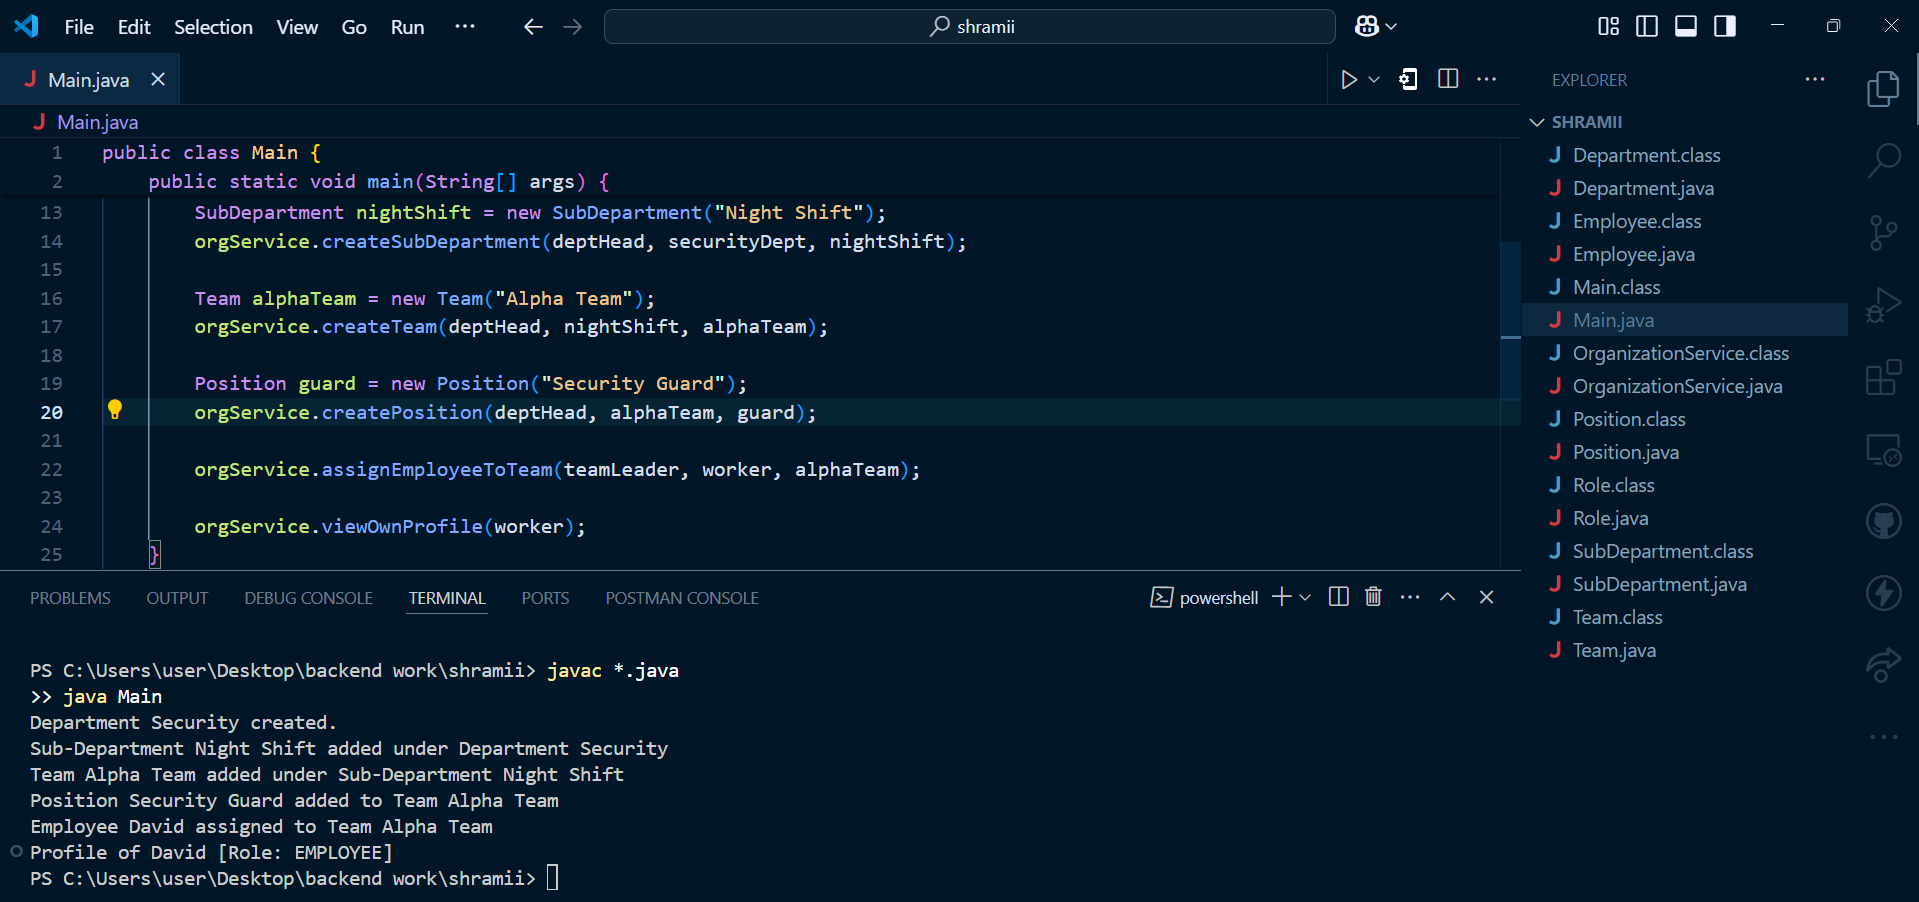 File Edit Selection View Go Run ··· shramii
Main.java
Main.java
1 public class Main {
2 public static void main(String[] args) {
13 SubDepartment nightShift = new SubDepartment("Night Shift");
14 orgService.createSubDepartment(deptHead, securityDept, nightShift);
15
16 Team alphaTeam = new Team("Alpha Team");
17 orgService.createTeam(deptHead, nightShift, alphaTeam);
18
19 Position guard = new Position("Security Guard");
20 orgService.createPosition(deptHead, alphaTeam, guard);
21
22 orgService.assignEmployeeToTeam(teamLeader, worker, alphaTeam);
23
24 orgService.viewOwnProfile(worker);
25 }
PROBLEMS OUTPUT DEBUG CONSOLE TERMINAL PORTS POSTMAN CONSOLE powershell
PS C:\Users\user\Desktop\backend work\shramii> javac *.java
>> java Main
Department Security created.
Sub-Department Night Shift added under Department Security
Team Alpha Team added under Sub-Department Night Shift
Position Security Guard added to Team Alpha Team
Employee David assigned to Team Alpha Team
Profile of David [Role: EMPLOYEE]
PS C:\Users\user\Desktop\backend work\shramii>
EXPLORER
SHRAMII
Department.class
Department.java
Employee.class
Employee.java
Main.class
Main.java
OrganizationService.class
OrganizationService.java
Position.class
Position.java
Role.class
Role.java
SubDepartment.class
SubDepartment.java
Team.class
Team.java